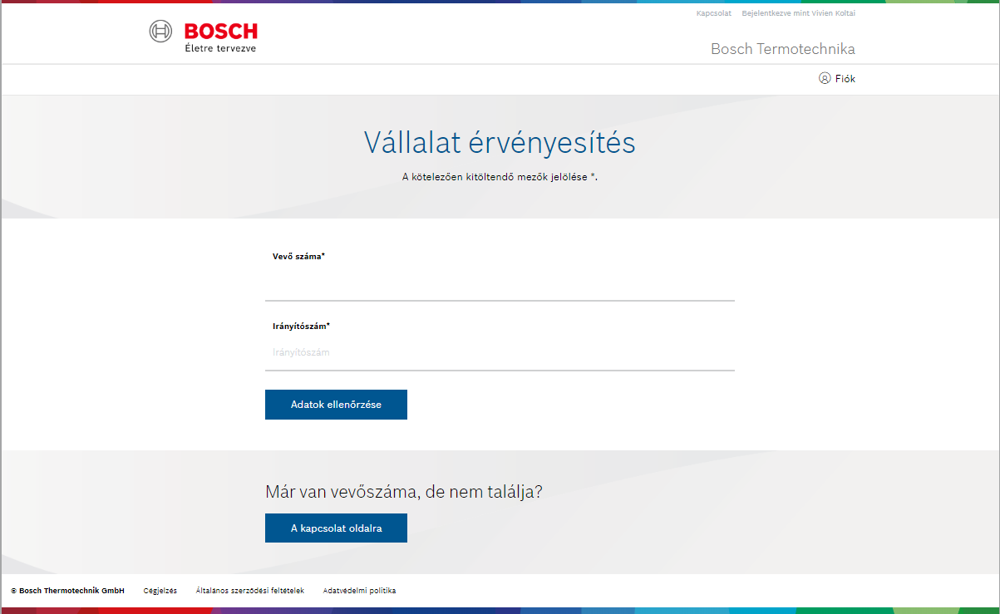 Kapcsolat Bejelentkezve mint Vivien Koltai
BOSCH
Életre tervezve
Bosch Termotechnika
Fiók
Vállalat érvényesítés
A kötelezően kitöltendő mezők jelölése *.
Vevő száma*
Irányítószám*
Irányítószám
Adatok ellenőrzése
Már van vevőszáma, de nem találja?
A kapcsolat oldalra
© Bosch Thermotechnik GmbH Cégjelzés Általános szerződési feltételek Adatvédelmi politika